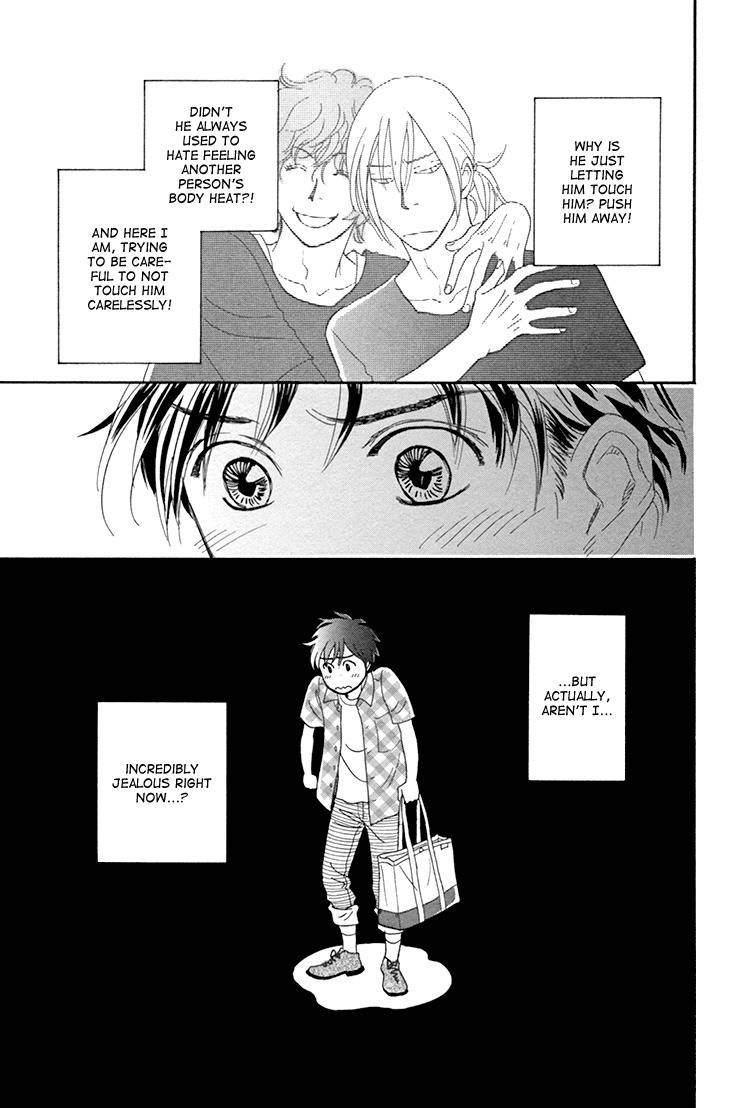 WHY IS
HE JUST
LETTING
HIM TOUCH
HIM? PUSH
HIM AWAY!
DIDN'T
HE ALWAYS
USED TO
HATE FEELING
ANOTHER
PERSON'S
BODY HEAT?!
AND HERE I
AM, TRYING
TO BE CARE-
FUL TO NOT
TOUCH HIM
CARELESSLY!
...BUT
ACTUALLY,
AREN'T I...
INCREDIBLY
JEALOUS RIGHT
NOW...?